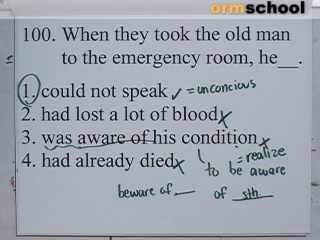 ormschool
100. When they took the old man
to the emergency room, he__.
1. could not speak ✓ = unconcious
2. had lost a lot of blood x
3. was aware of his condition x
4. had already died x
= realize
to be aware
beware of __ of sth.